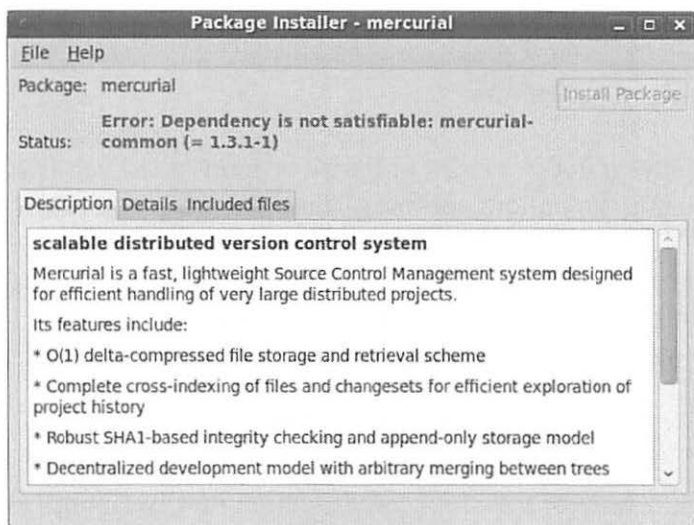 Package Installer - mercurial
File Help
Package: mercurial
Install Package
Error: Dependency is not satisfiable: mercurial-
Status: common (= 1.3.1-1)
Description Details Included files
scalable distributed version control system
Mercurial is a fast, lightweight Source Control Management system designed
for efficient handling of very large distributed projects.
Its features include:
* O(1) delta-compressed file storage and retrieval scheme
* Complete cross-indexing of files and changesets for efficient exploration of
project history
* Robust SHA1-based integrity checking and append-only storage model
* Decentralized development model with arbitrary merging between trees